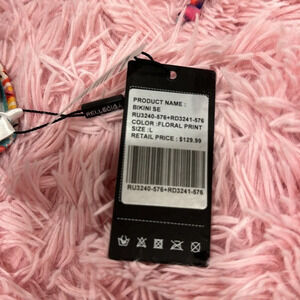 PRODUCT NAME :
BIKINI SE
RU3240-576+RD3241-576
COLOR :FLORAL PRINT
SIZE :L
RETAIL PRICE : $129.99
RU3240-576+RD3241-576